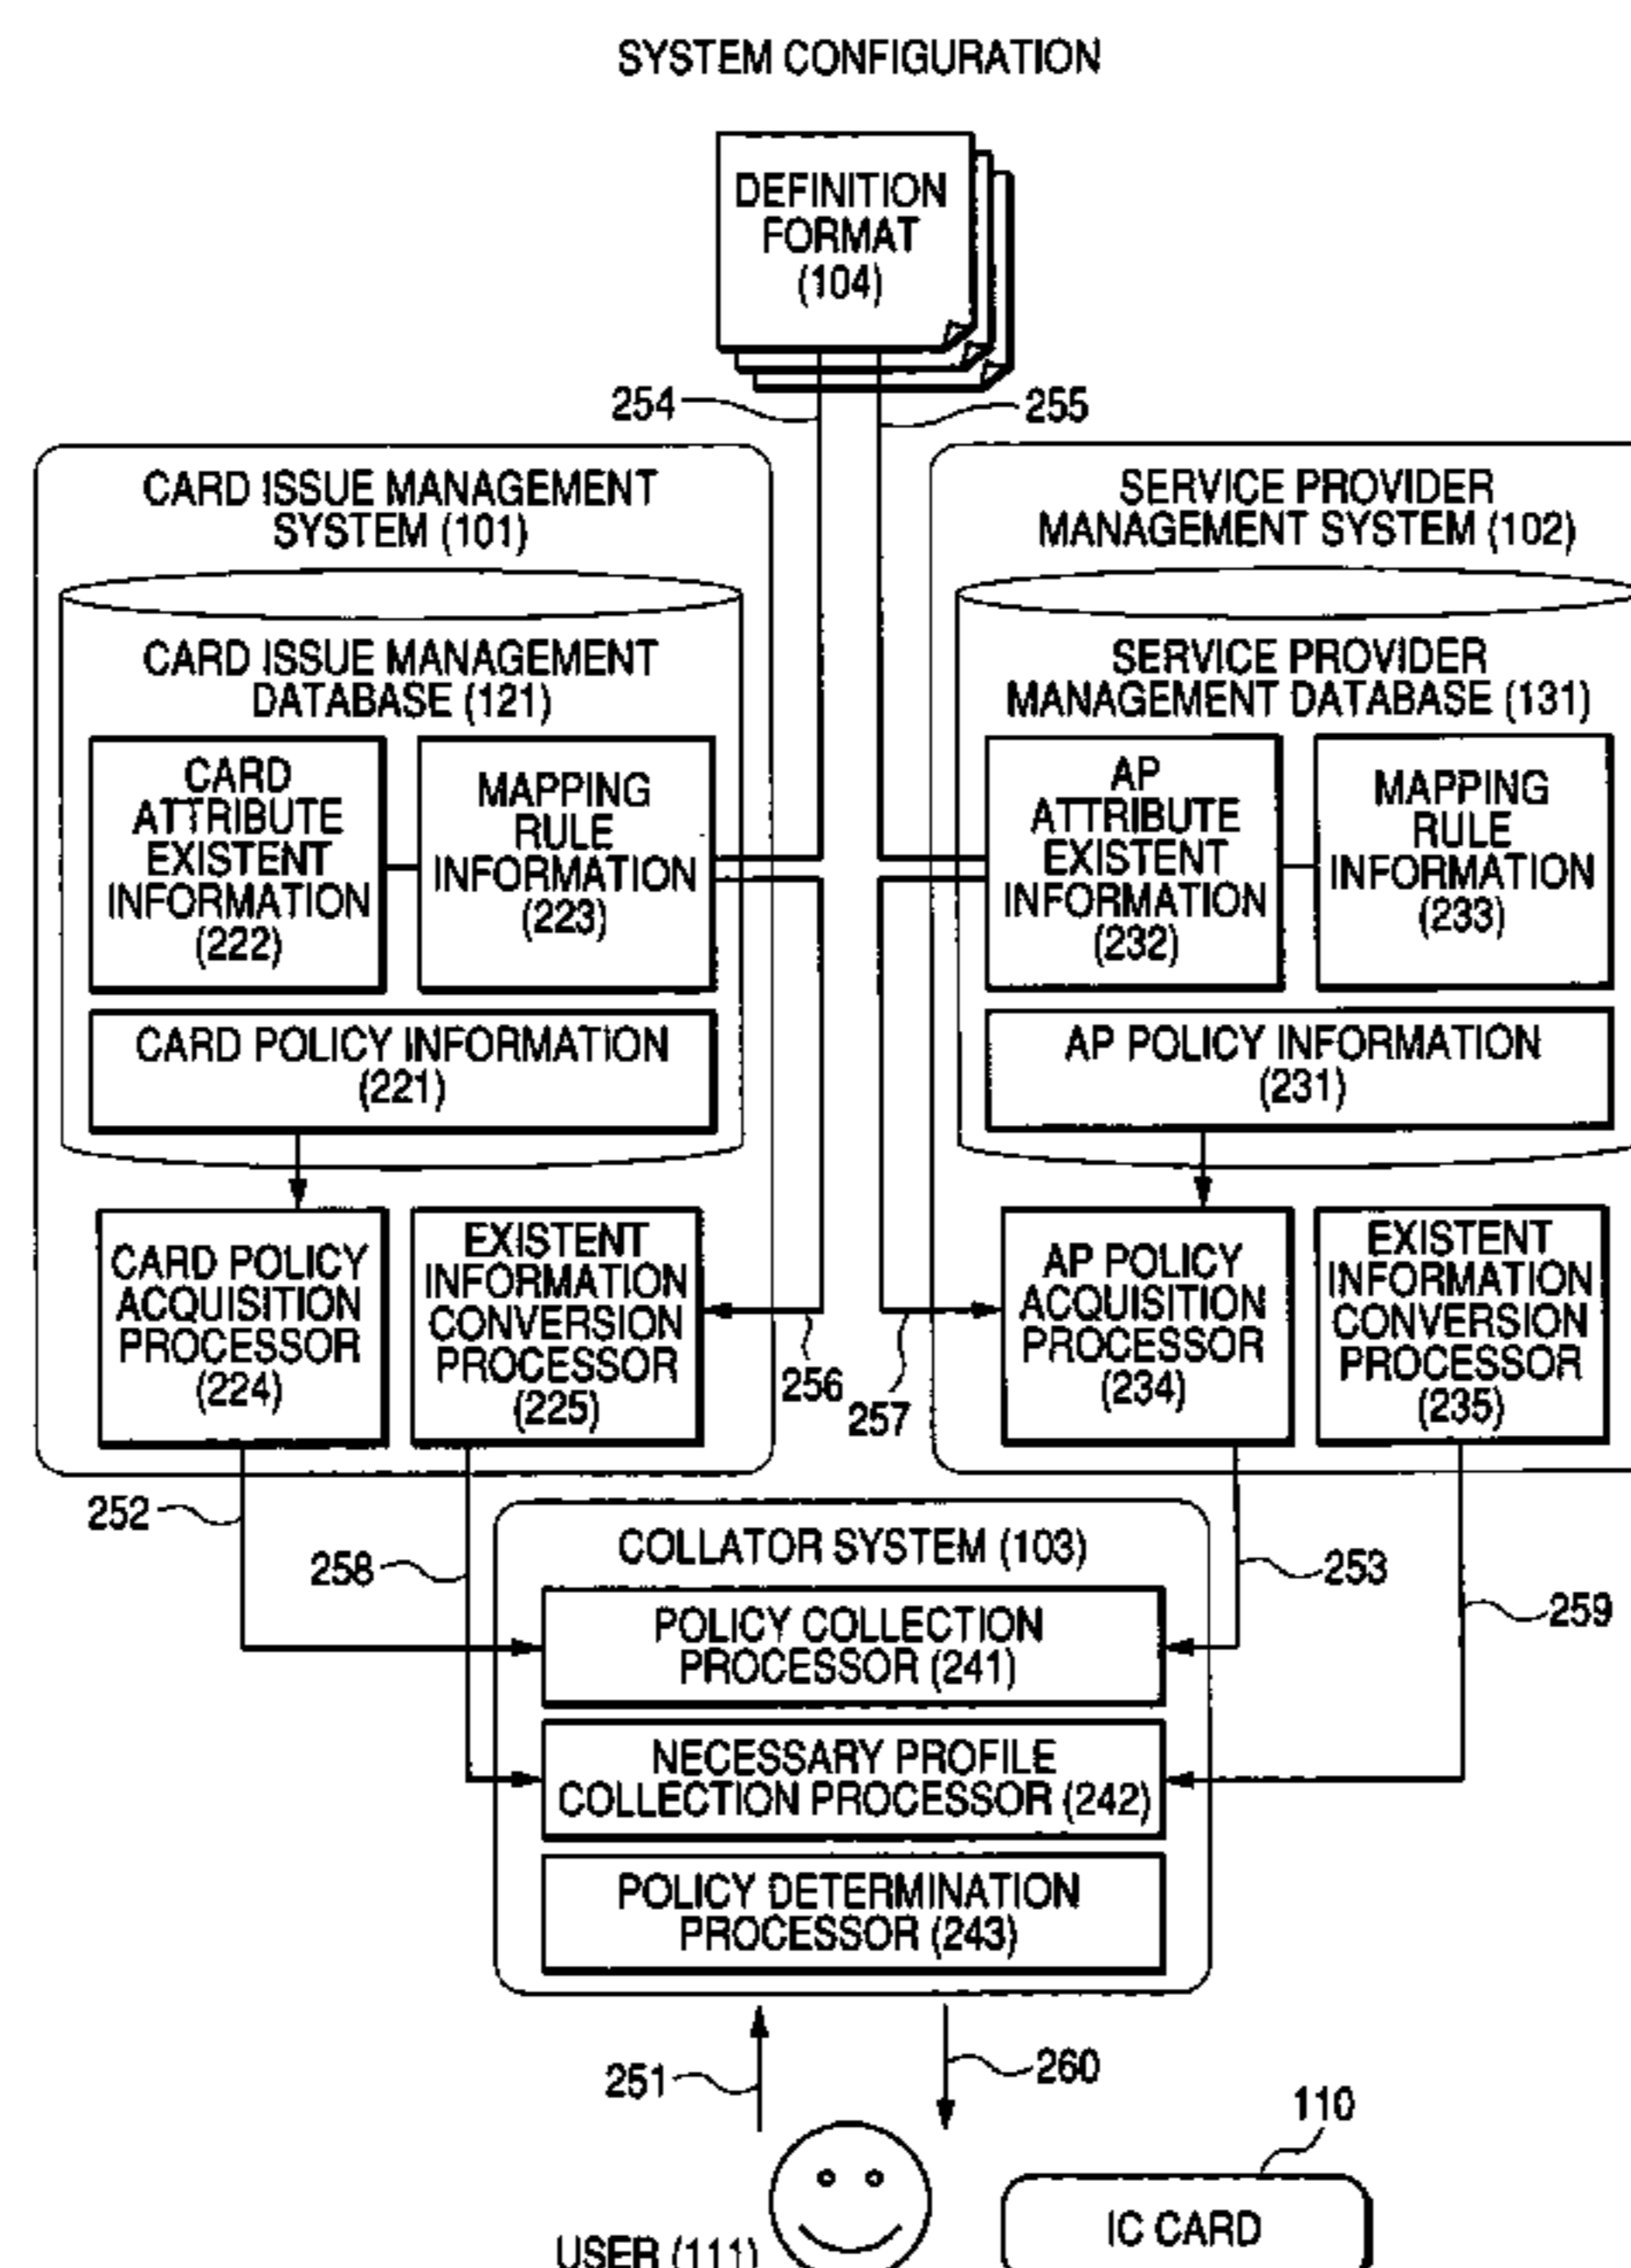 SYSTEM CONFIGURATION
DEFINITION
FORMAT
(104)
254
255
CARD ISSUE MANAGEMENT
SYSTEM (101)
CARD ISSUE MANAGEMENT
DATABASE (121)
CARD
ATTRIBUTE
EXISTENT
INFORMATION
(222)
MAPPING
RULE
INFORMATION
(223)
CARD POLICY INFORMATION
(221)
CARD POLICY
ACQUISITION
PROCESSOR
(224)
EXISTENT
INFORMATION
CONVERSION
PROCESSOR
(225)
SERVICE PROVIDER
MANAGEMENT SYSTEM (102)
SERVICE PROVIDER
MANAGEMENT DATABASE (131)
AP
ATTRIBUTE
EXISTENT
INFORMATION
(232)
MAPPING
RULE
INFORMATION
(233)
AP POLICY INFORMATION
(231)
AP POLICY
ACQUISITION
PROCESSOR
(234)
EXISTENT
INFORMATION
CONVERSION
PROCESSOR
(235)
256
257
252
258
253
259
COLLATOR SYSTEM (103)
POLICY COLLECTION
PROCESSOR (241)
NECESSARY PROFILE
COLLECTION PROCESSOR (242)
POLICY DETERMINATION
PROCESSOR (243)
251
260
110
IC CARD
USER (111)